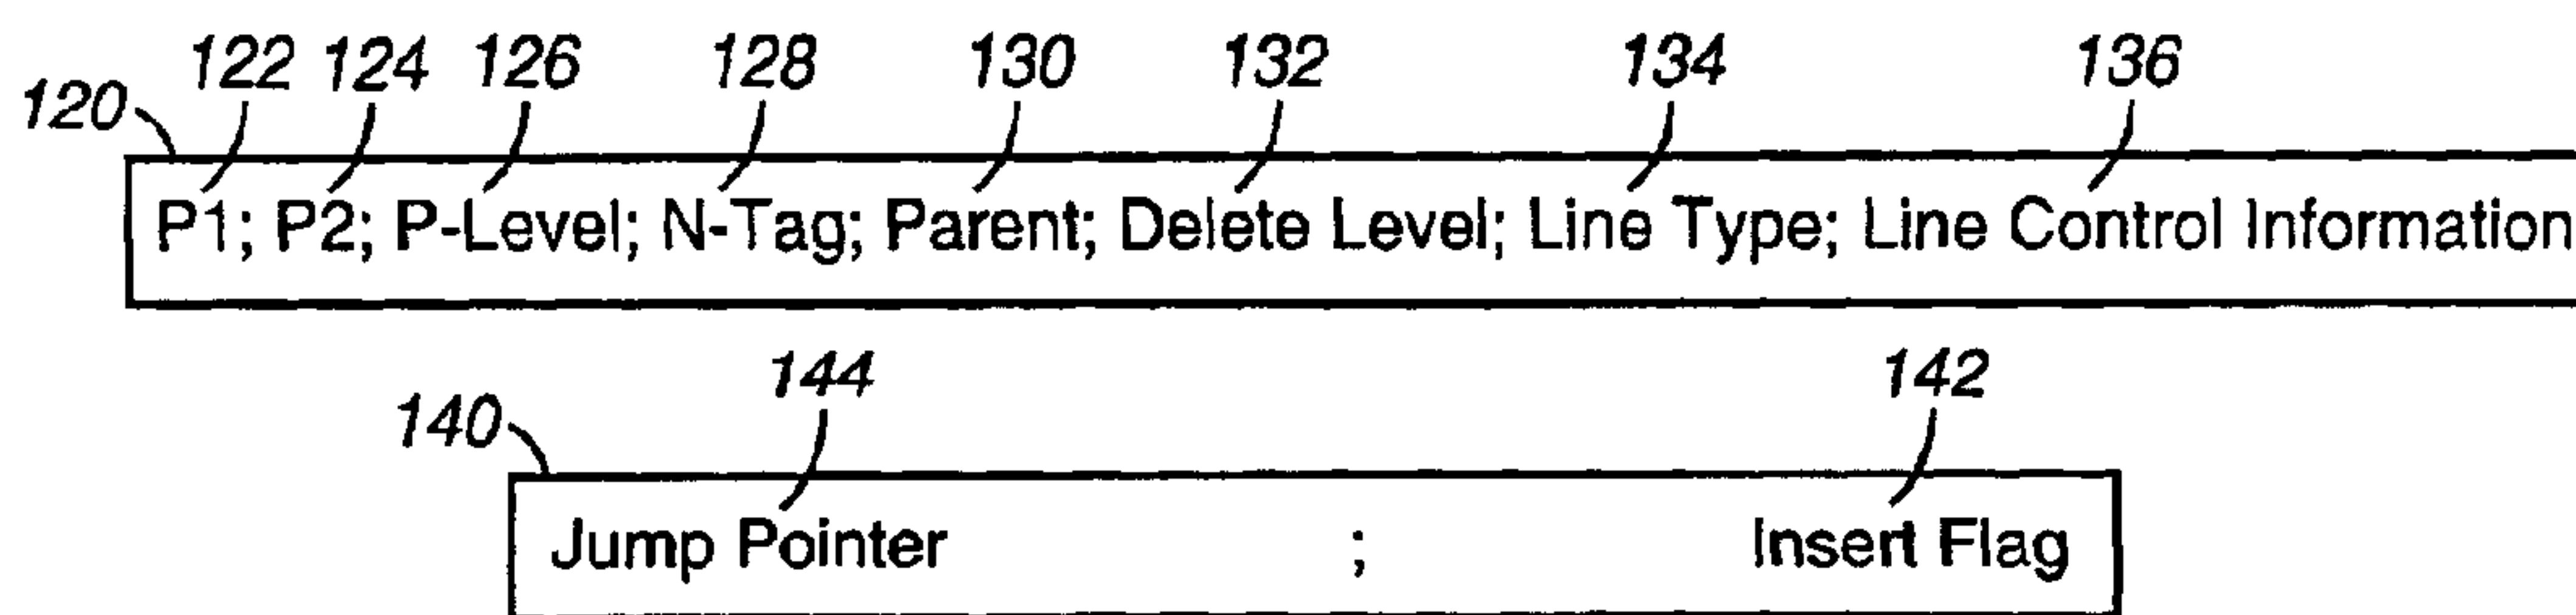 122 124 126 128 130 132 134 136
120
P1; P2; P-Level; N-Tag; Parent; Delete Level; Line Type; Line Control Information
144 142
140
Jump Pointer ; Insert Flag